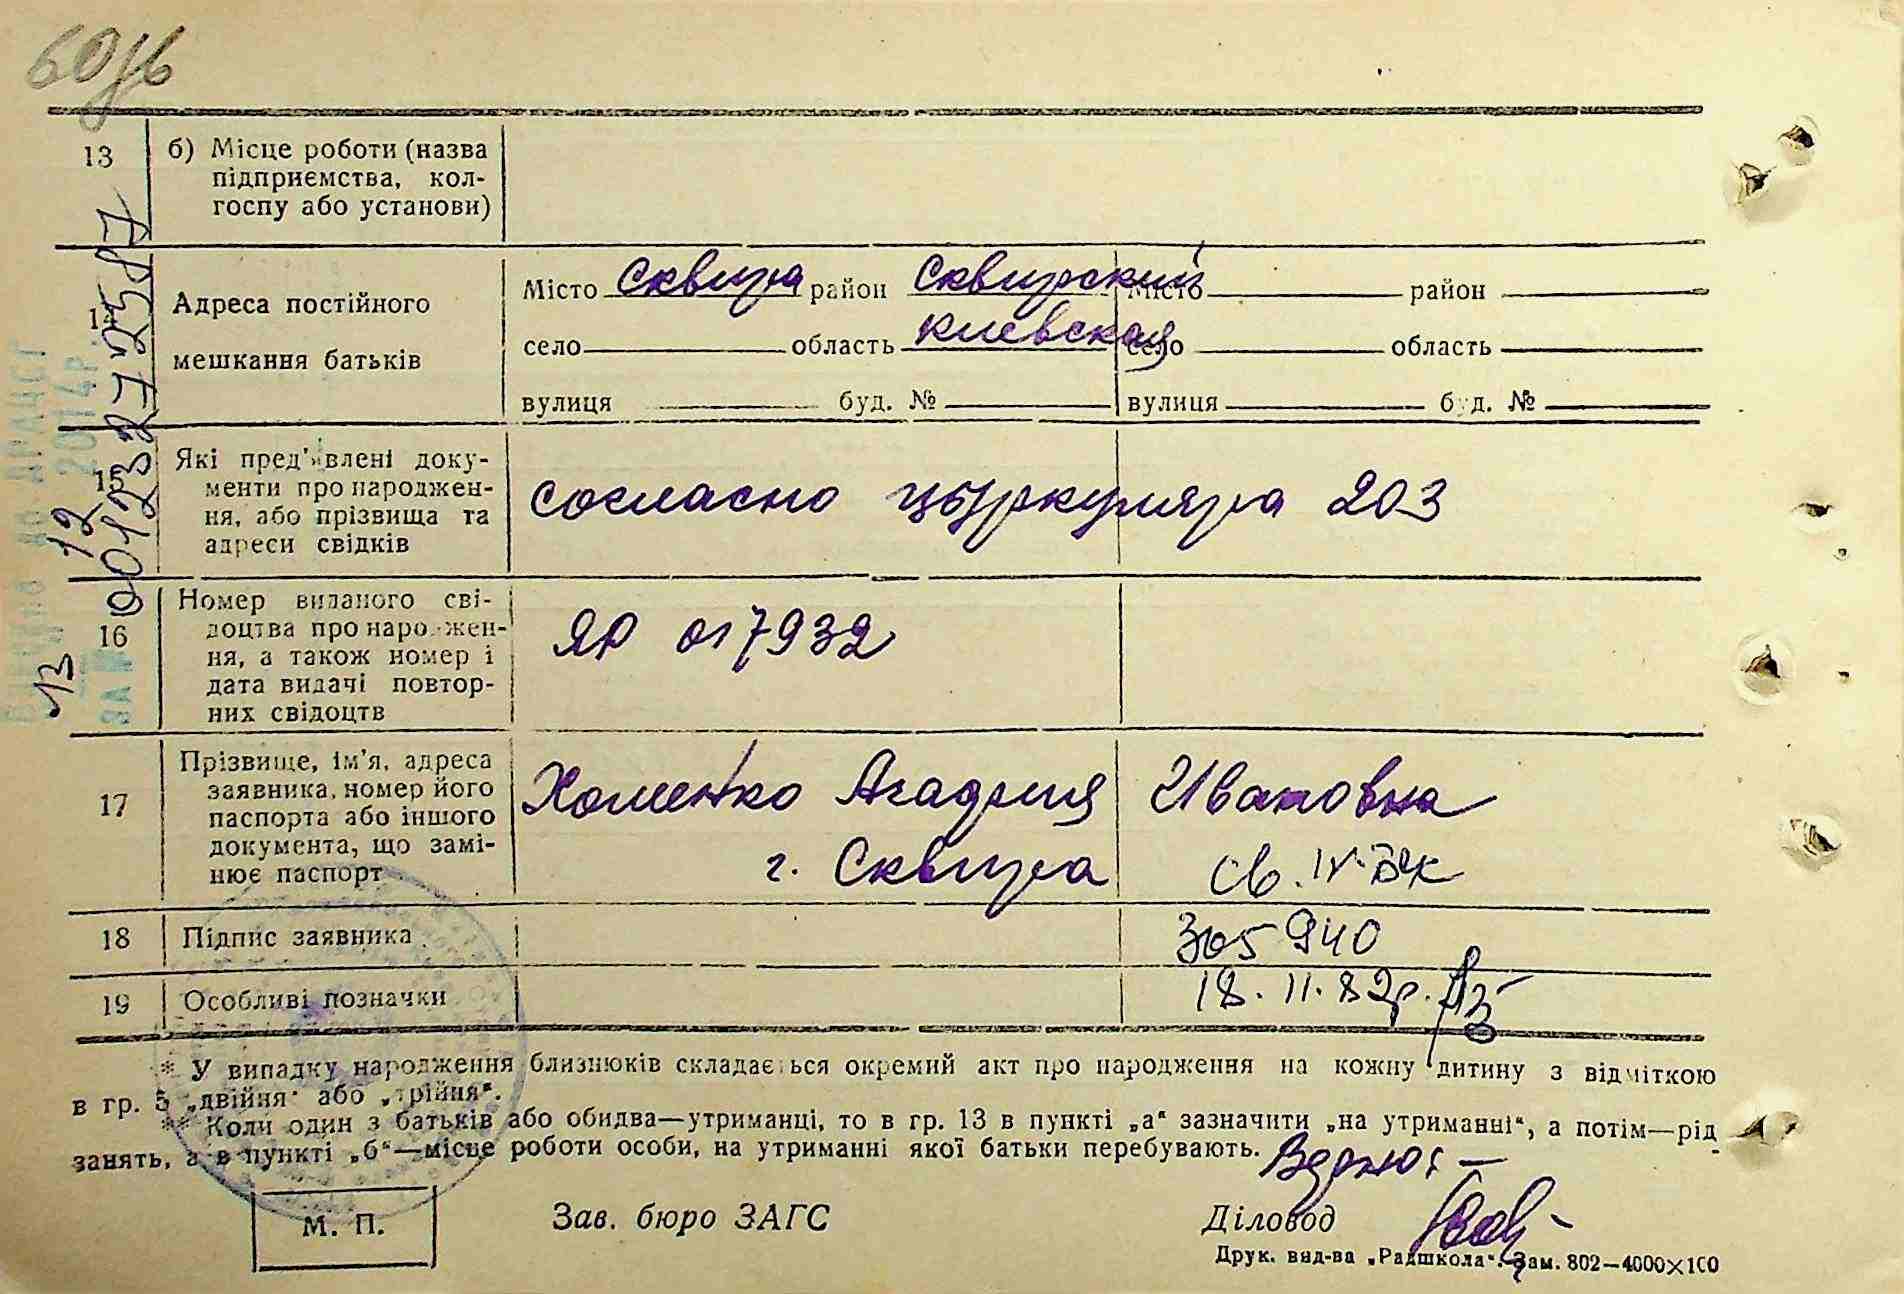 13
б) Місце роботи (назва
підприємства, кол-
госпу або установи)
14
Адреса постійного
мешкання батьків
Місто Сквира район Сквирский
село область Киевская
вулиця буд. №
Місто район
село область
вулиця буд. №
15
Які пред'явлені доку-
менти про народжен-
ня, або прізвища та
адреси свідків
согласно цыркуляра 203
16
Номер виданого сві-
доцтва про народжен-
ня, а також номер і
дата видачі повтор-
них свідоцтв
ЯЮ 017932
17
Прізвище, ім'я, адреса
заявника, номер його
паспорта або іншого
документа, що замі-
нює паспорт
Хоменко Агафия Ивановна
г. Сквира
св. IV-БК
18
Підпис заявника
305940
19
Особливі позначки
18. 11. 82р.
* У випадку народження близнюків складається окремий акт про народження на кожну дитину з відміткою
в гр. 5 „двійня" або „трійня".
** Коли один з батьків або обидва—утриманці, то в гр. 13 в пункті „а" зазначити „на утриманні", а потім—рід
занять, а в пункті „б"—місце роботи особи, на утриманні якої батьки перебувають.
М. П.
Зав. бюро ЗАГС
Діловод
Друк. вид-ва „Радшкола". Зам. 802—4000×100